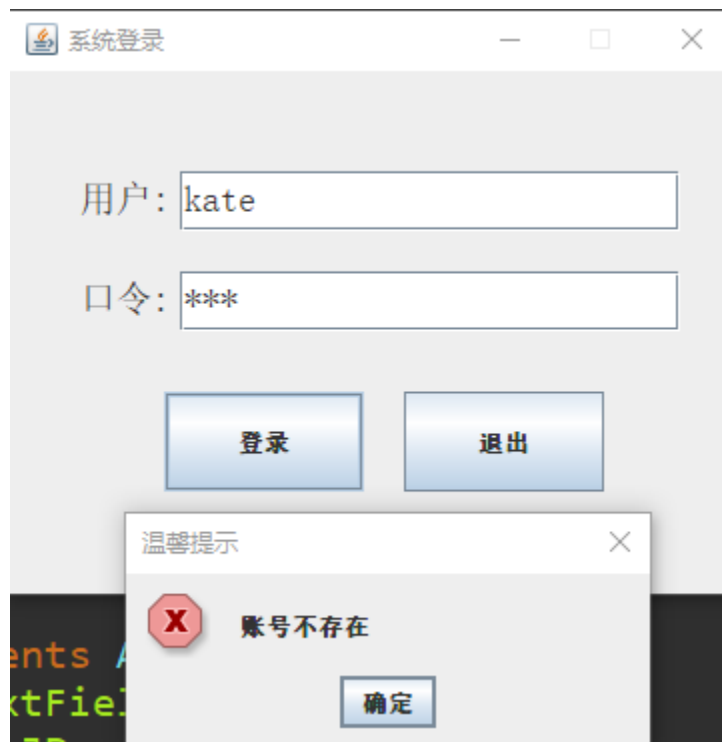 系统登录
用户: kate
口令: ***
登录 退出
温馨提示
账号不存在
确定
ents
xtFiel